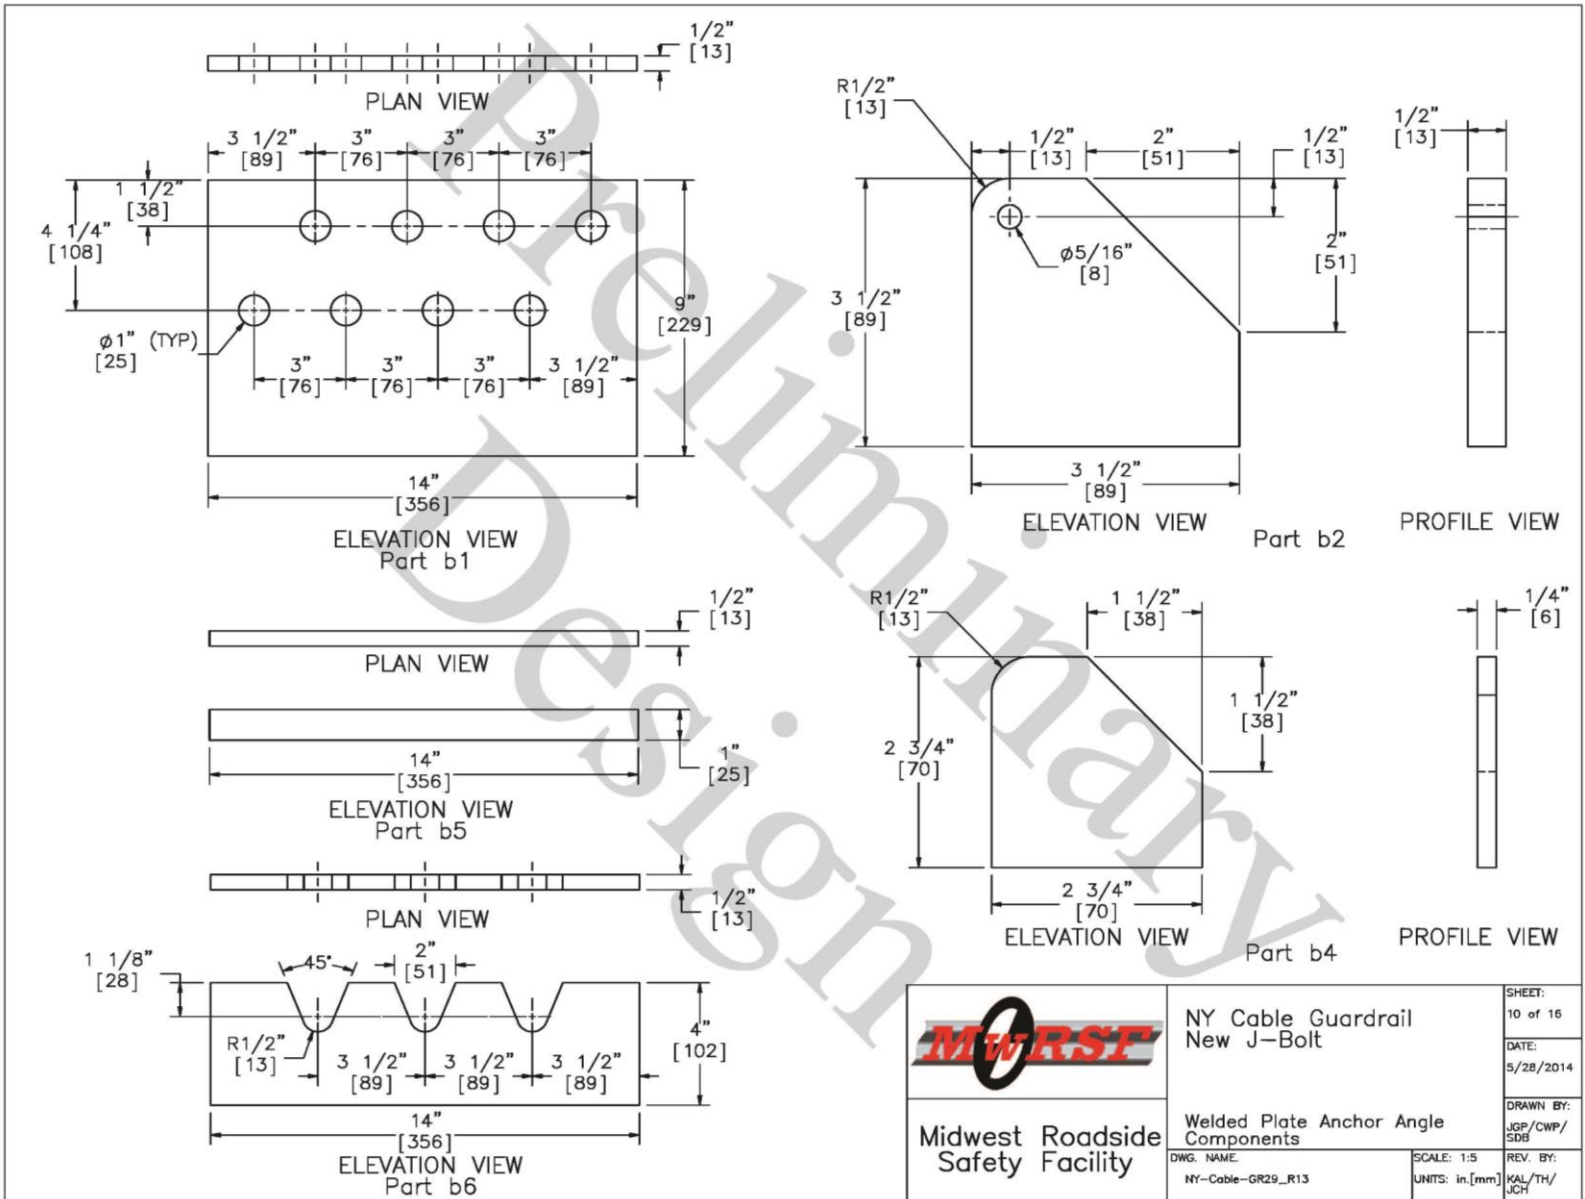 1/2"
[13]
PLAN VIEW
3 1/2"
[89]
3"
[76]
3"
[76]
3"
[76]
1 1/2"
[38]
4 1/4"
[108]
9"
[229]
ø1" (TYP)
[25]
3"
[76]
3"
[76]
3"
[76]
3 1/2"
[89]
14"
[356]
ELEVATION VIEW
Part b1
R1/2"
[13]
1/2"
[13]
2"
[51]
1/2"
[13]
ø5/16"
[8]
2"
[51]
3 1/2"
[89]
3 1/2"
[89]
ELEVATION VIEW
Part b2
1/2"
[13]
PROFILE VIEW
1/2"
[13]
PLAN VIEW
1"
[25]
14"
[356]
ELEVATION VIEW
Part b5
R1/2"
[13]
1 1/2"
[38]
1 1/2"
[38]
2 3/4"
[70]
2 3/4"
[70]
ELEVATION VIEW
Part b4
1/4"
[6]
PROFILE VIEW
1/2"
[13]
PLAN VIEW
1 1/8"
[28]
45°
2"
[51]
R1/2"
[13]
3 1/2"
[89]
3 1/2"
[89]
3 1/2"
[89]
4"
[102]
14"
[356]
ELEVATION VIEW
Part b6
Preliminary
Design
MwRSF
Midwest Roadside
Safety Facility
NY Cable Guardrail
New J-Bolt
Welded Plate Anchor Angle
Components
DWG. NAME.
NY-Cable-GR29_R13
SCALE: 1:5
UNITS: in.[mm]
SHEET:
10 of 16
DATE:
5/28/2014
DRAWN BY:
JGP/CWP/
SDB
REV. BY:
KAL/TH/
JCH